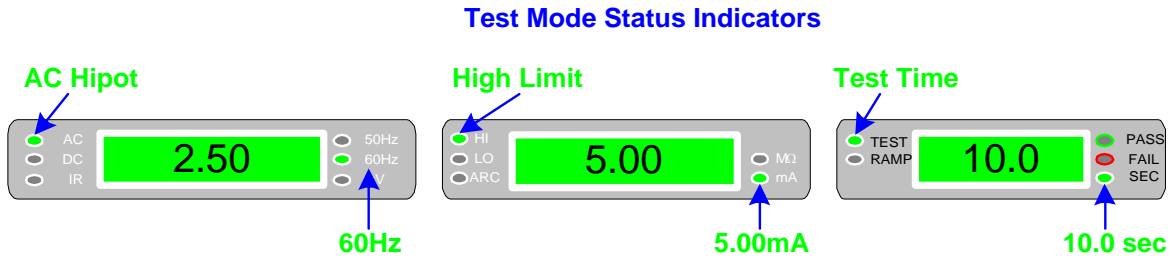 Test Mode Status Indicators
AC Hipot
High Limit
Test Time
AC
DC
IR
2.50
50Hz
60Hz
V
HI
LO
ARC
5.00
MΩ
mA
TEST
RAMP
10.0
PASS
FAIL
SEC
60Hz
5.00mA
10.0 sec